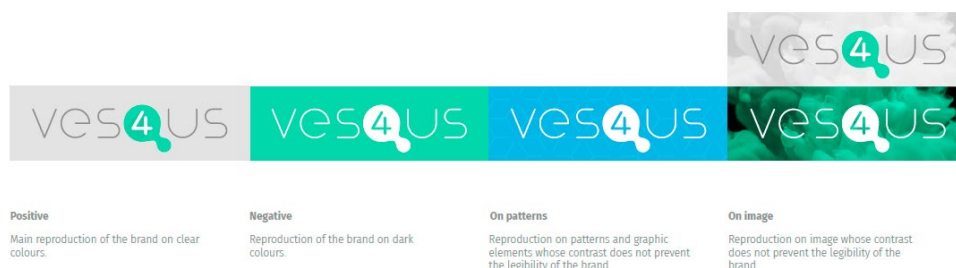 ves4us
ves4us
ves4us
ves4us
ves4us
Positive
Main reproduction of the brand on clear
colours.
Negative
Reproduction of the brand on dark
colours.
On patterns
Reproduction on patterns and graphic
elements whose contrast does not prevent
the legibility of the brand
On image
Reproduction on image whose contrast
does not prevent the legibility of the
brand